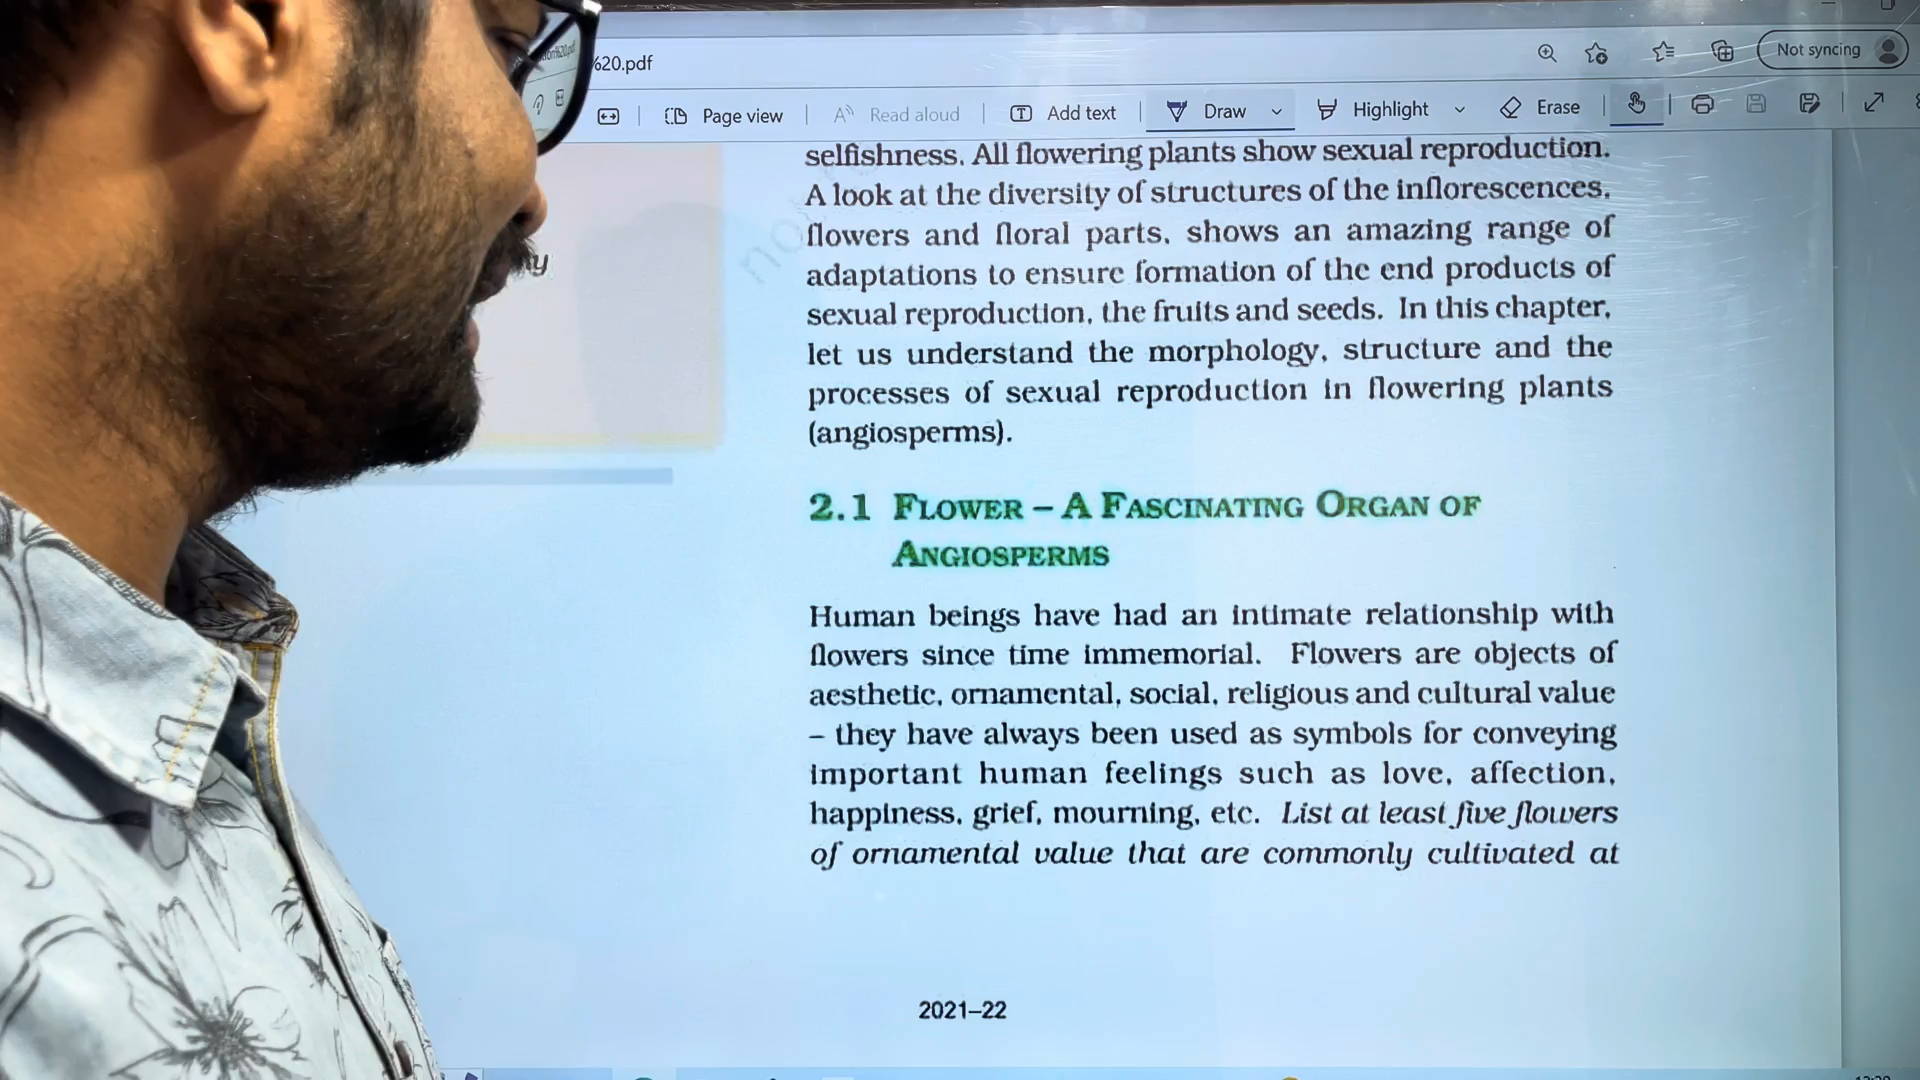 %20.pdf
Not syncing
Page view
Read aloud
Add text
Draw
Highlight
Erase
selfishness. All flowering plants show sexual reproduction.
A look at the diversity of structures of the inflorescences,
flowers and floral parts, shows an amazing range of
adaptations to ensure formation of the end products of
sexual reproduction, the fruits and seeds. In this chapter,
let us understand the morphology, structure and the
processes of sexual reproduction in flowering plants
(angiosperms).
2.1 FLOWER – A FASCINATING ORGAN OF
ANGIOSPERMS
Human beings have had an intimate relationship with
flowers since time immemorial. Flowers are objects of
aesthetic, ornamental, social, religious and cultural value
– they have always been used as symbols for conveying
important human feelings such as love, affection,
happiness, grief, mourning, etc. List at least five flowers
of ornamental value that are commonly cultivated at
2021–22